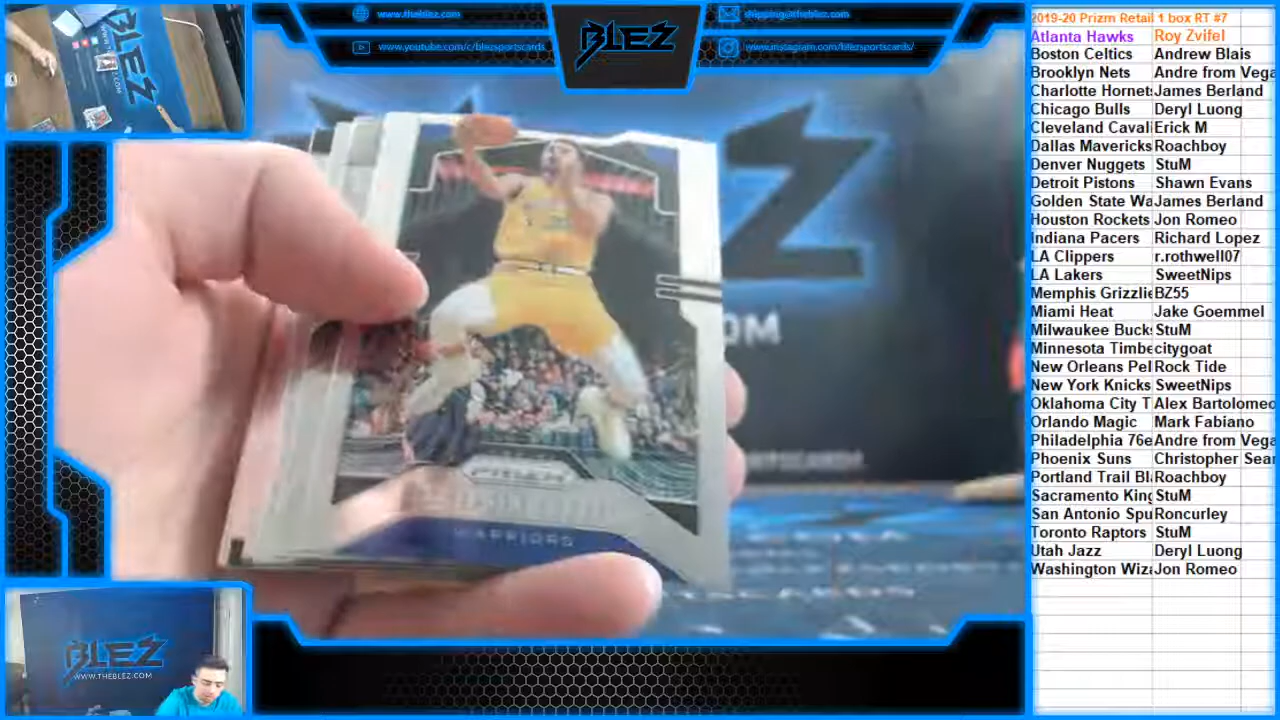 BLEZ
www.theblez.com
shipping@theblez.com
www.youtube.com/c/blezsportscards
www.instagram.com/blezsportscards/
BLEZ
PRIZM
WARRIORS
BLEZ
WWW.THEBLEZ.COM
2019-20 Prizm Retail 1 box RT #7
Atlanta Hawks Roy Zvifel
Boston Celtics Andrew Blais
Brooklyn Nets Andre from Vega
Charlotte Hornets James Berland
Chicago Bulls Deryl Luong
Cleveland Caval Erick M
Dallas Mavericks Roachboy
Denver Nuggets StuM
Detroit Pistons Shawn Evans
Golden State Wa James Berland
Houston Rockets Jon Romeo
Indiana Pacers Richard Lopez
LA Clippers r.rothwell07
LA Lakers SweetNips
Memphis Grizzlie BZ55
Miami Heat Jake Goemmel
Milwaukee Bucks StuM
Minnesota Timbe citygoat
New Orleans Pel Rock Tide
New York Knicks SweetNips
Oklahoma City T Alex Bartolomeo
Orlando Magic Mark Fabiano
Philadelphia 76e Andre from Vega
Phoenix Suns Christopher Sear
Portland Trail Bl Roachboy
Sacramento King StuM
San Antonio Spu Roncurley
Toronto Raptors StuM
Utah Jazz Deryl Luong
Washington Wiza Jon Romeo